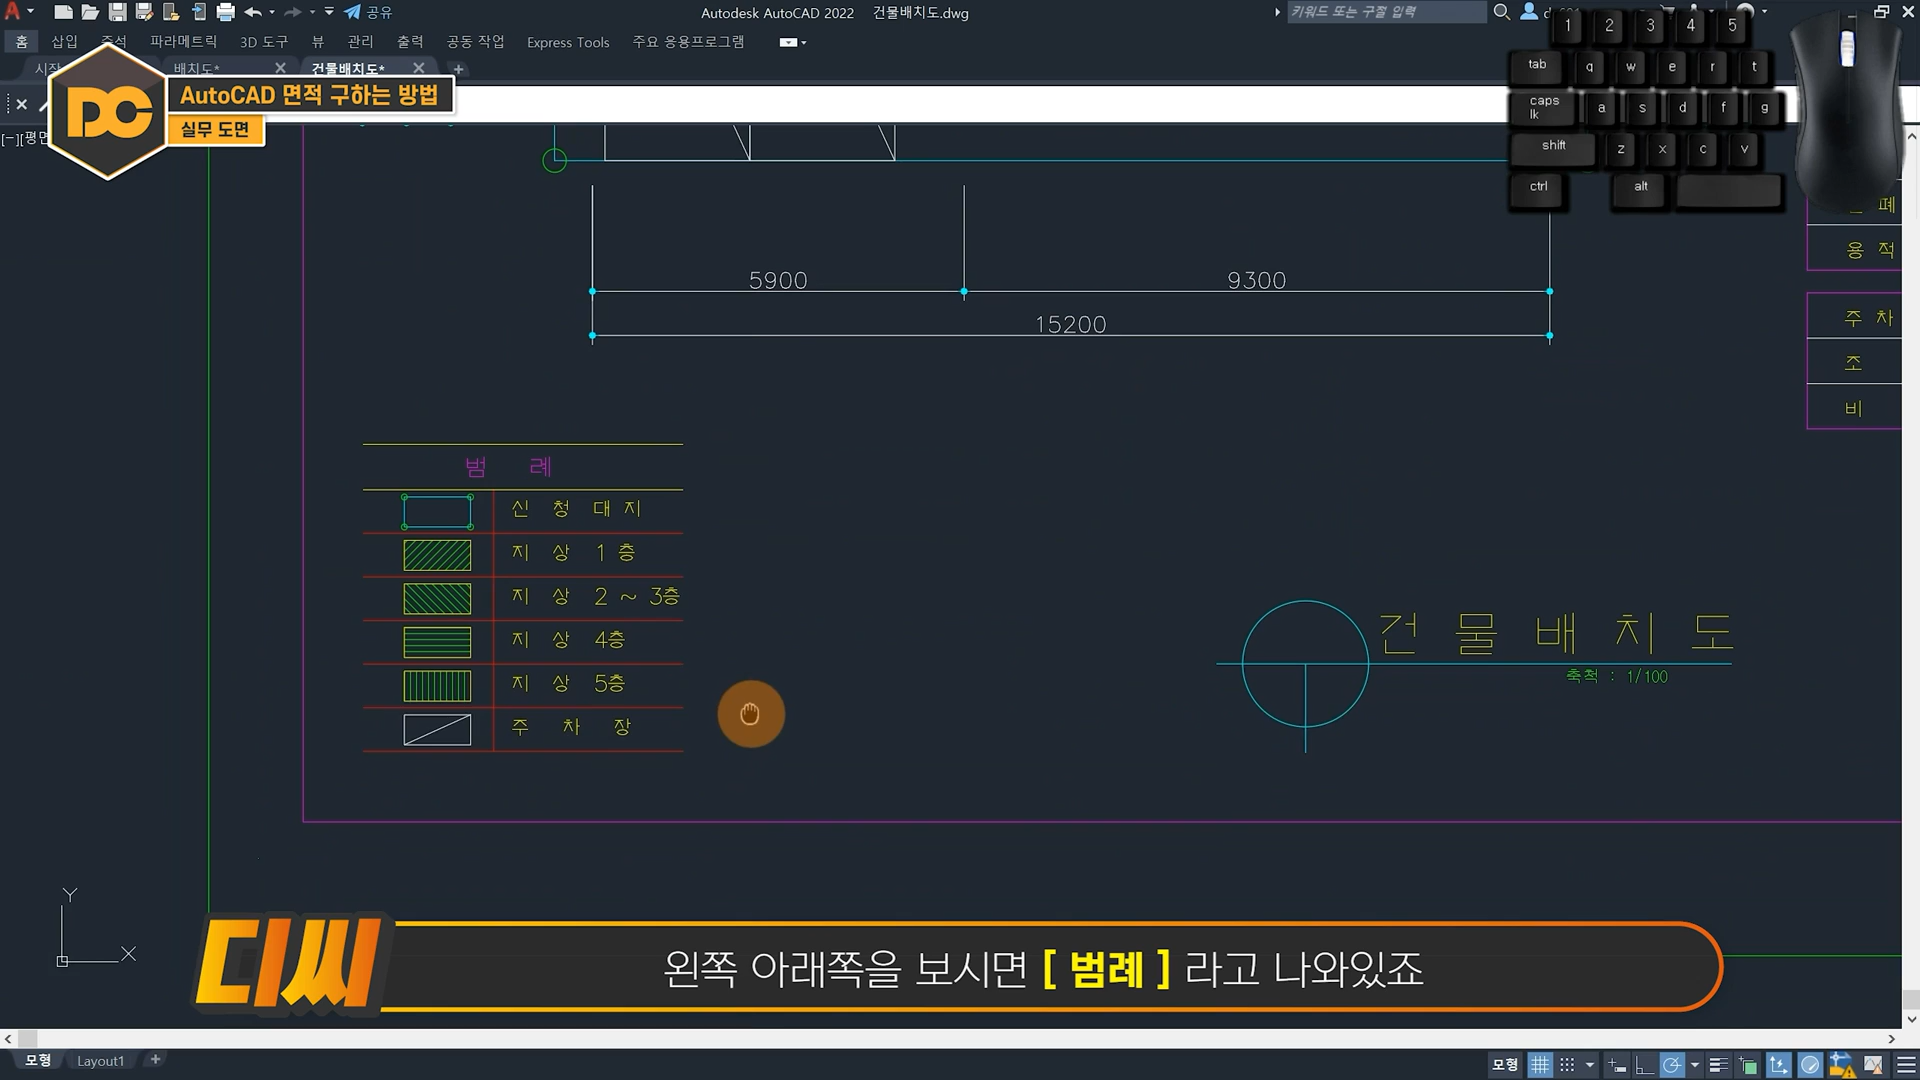 공유
Autodesk AutoCAD 2022 건물배치도.dwg
키워드 또는 구절 입력
홈 삽입 주석 파라메트릭 3D 도구 뷰 관리 출력 공동 작업 Express Tools 주요 응용프로그램
배치도* 건물배치도*
DC
AutoCAD 면적 구하는 방법
실무 도면
1 2 3 4 5
tab q w e r t
caps lk a s d f g
shift z x c v
ctrl alt
용 적
5900 9300
15200
주 차
조
비
범 례
신 청 대 지
지 상 1 층
지 상 2 ~ 3층
지 상 4층
지 상 5층
주 차 장
건 물 배 치 도
축척 : 1/100
Y
X
디씨
왼쪽 아래쪽을 보시면 [ 범례 ] 라고 나와있죠
모형 Layout1
모형